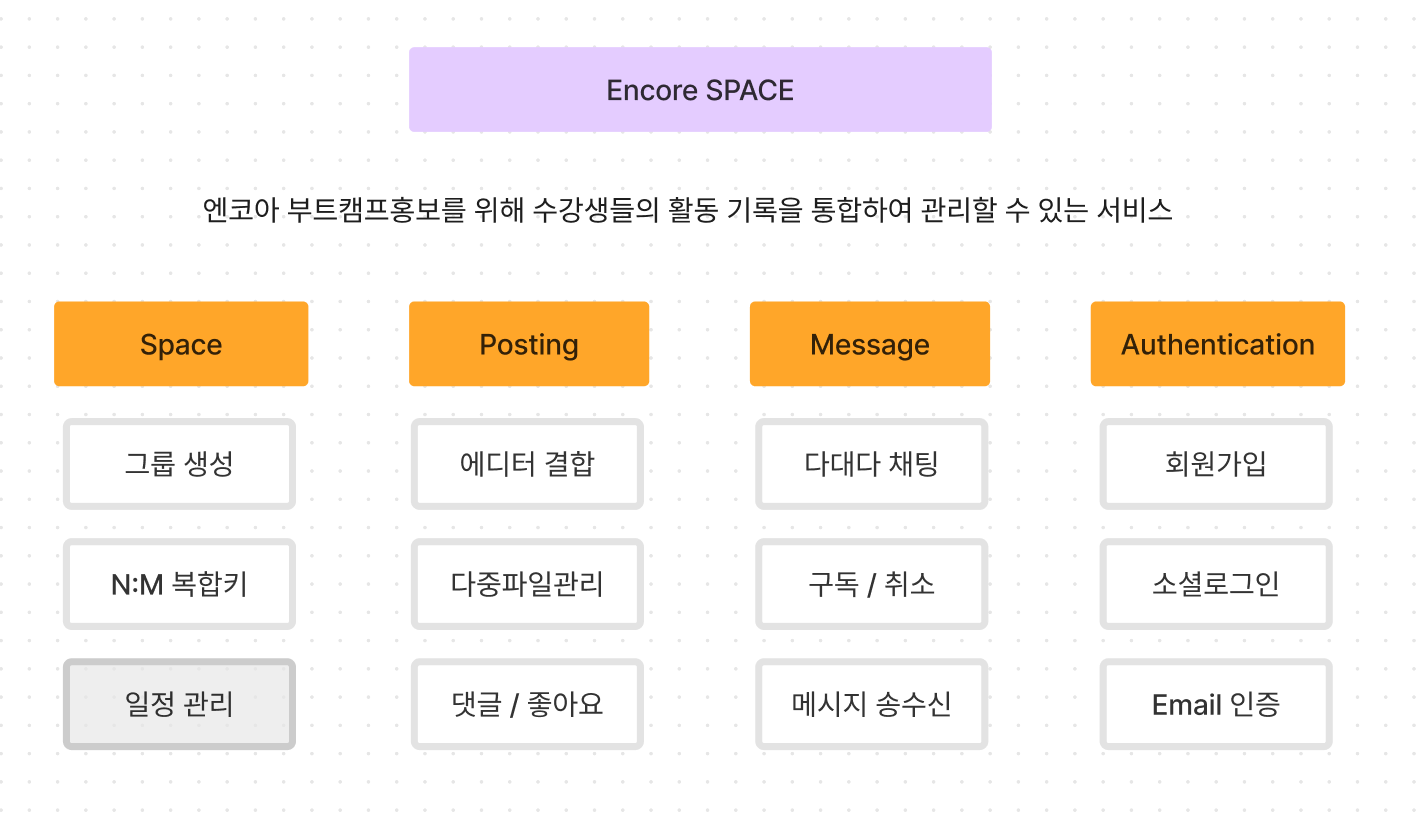 Encore SPACE
엔코아 부트캠프홍보를 위해 수강생들의 활동 기록을 통합하여 관리할 수 있는 서비스
Space
Posting
Message
Authentication
그룹 생성
에디터 결합
다대다 채팅
회원가입
N:M 복합키
다중파일관리
구독 / 취소
소셜로그인
일정 관리
댓글 / 좋아요
메시지 송수신
Email 인증